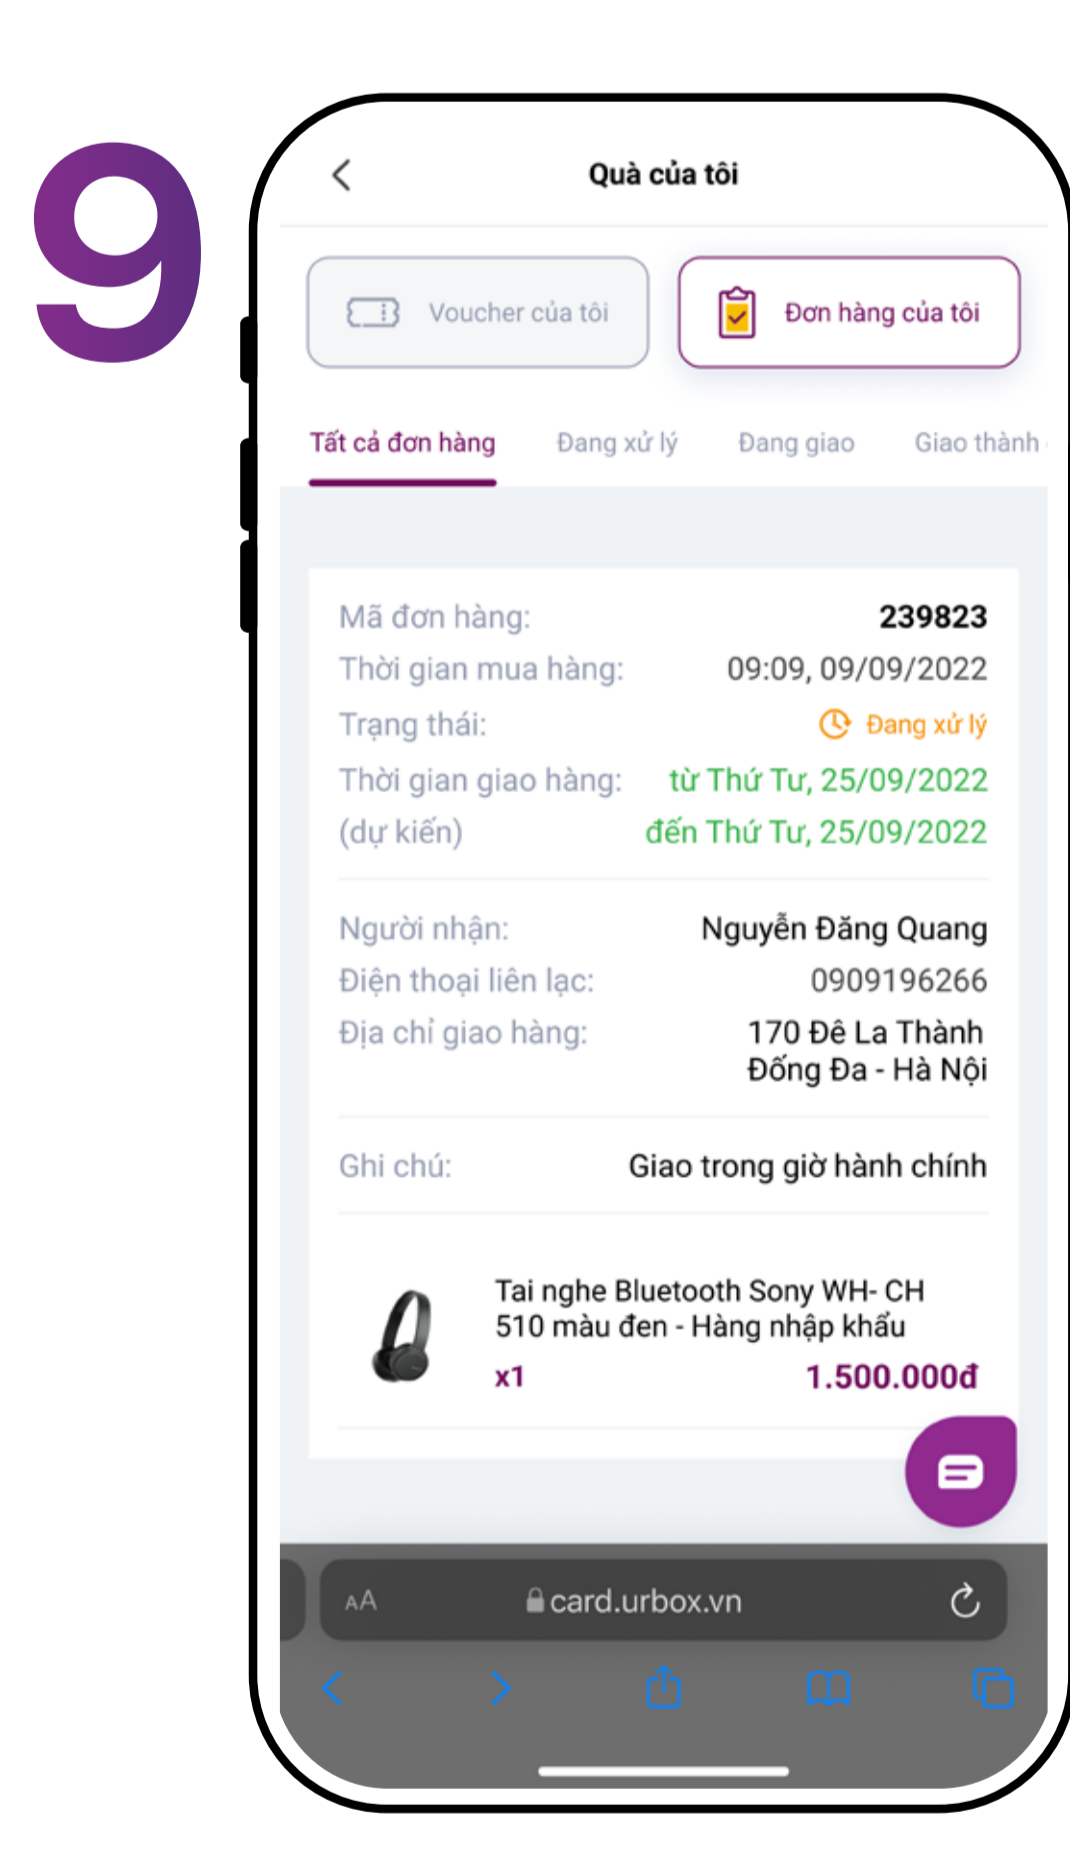 9
Quà của tôi
Voucher của tôi
Đơn hàng của tôi
Tất cả đơn hàng Đang xử lý Đang giao Giao thành
Mã đơn hàng: 239823
Thời gian mua hàng: 09:09, 09/09/2022
Trạng thái: Đang xử lý
Thời gian giao hàng: từ Thứ Tư, 25/09/2022
(dự kiến) đến Thứ Tư, 25/09/2022
Người nhận: Nguyễn Đăng Quang
Điện thoại liên lạc: 0909196266
Địa chỉ giao hàng: 170 Đê La Thành
Đống Đa - Hà Nội
Ghi chú: Giao trong giờ hành chính
Tai nghe Bluetooth Sony WH- CH
510 màu đen - Hàng nhập khẩu
x1 1.500.000đ
AA card.urbox.vn